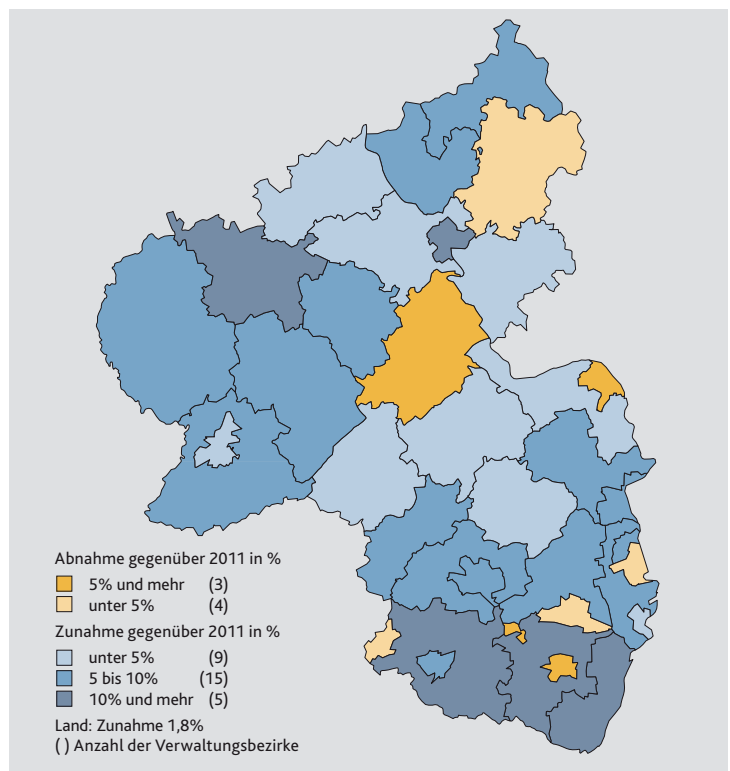 Abnahme gegenüber 2011 in %
5% und mehr (3)
unter 5% (4)
Zunahme gegenüber 2011 in %
unter 5% (9)
5 bis 10% (15)
10% und mehr (5)
Land: Zunahme 1,8%
( ) Anzahl der Verwaltungsbezirke